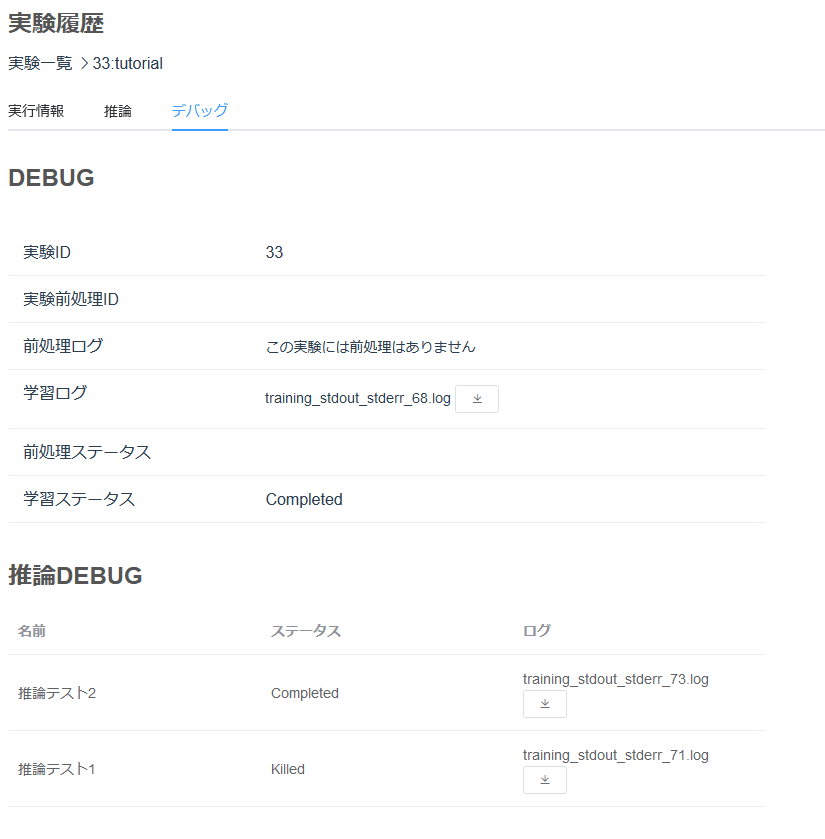 実験履歴
実験一覧 > 33:tutorial
実行情報 推論 デバッグ
DEBUG
実験ID 33
実験前処理ID
前処理ログ この実験には前処理はありません
学習ログ training_stdout_stderr_68.log
前処理ステータス
学習ステータス Completed
推論DEBUG
名前 ステータス ログ
推論テスト2 Completed training_stdout_stderr_73.log
推論テスト1 Killed training_stdout_stderr_71.log